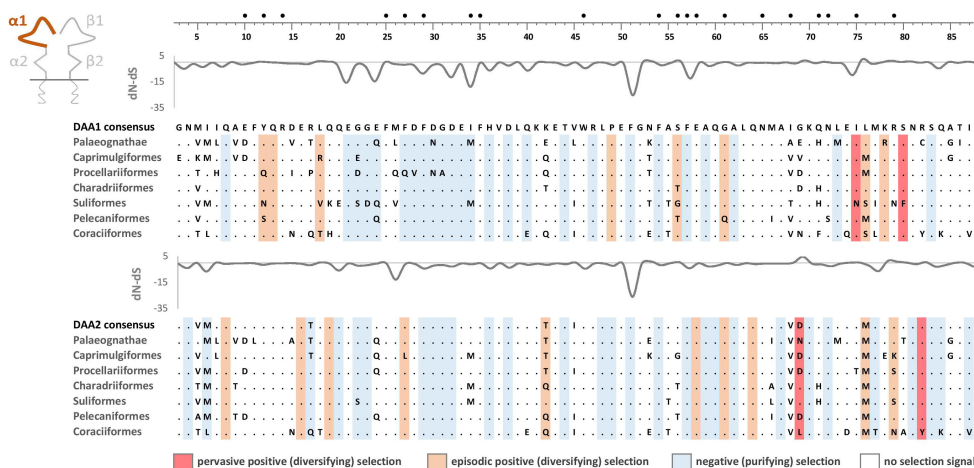 α1
β1
α2
β2
5 10 15 20 25 30 35 40 45 50 55 60 65 70 75 80 85
5
-15
-35
dN-dS
DAA1 consensus G N M I I Q A E F Y Q R D E R L Q Q E G G E F M F D F D G D E I F H V D L Q K K E T V W R L P E F G N F A S F E A Q G A L Q N M A I G K Q N L E I L M K R S N R S Q A T I
Palaeognathae . . V M L . V D . . . . V . T . . . . . . Q . L . . . N . . . M . . . . . . . E . . L . . . . . . . K . . . . . . . . . . . . . . A E . H . M . . . . R . . . C . . G . .
Caprimulgiformes E . K M . . V D . . . . . . . R . . . E . . . . . . . . . . . . . . . . . . . Q . . . . . . . . . . T . . . . . . . . . . . . . . V V . . . . . . M . . . . . . . . G . .
Procellariiformes . . T . H . . . . Q . . I . P . . . . D . . . Q Q V . N A . . . . . . . . . . Q . . . . . . . . . . T . . . . . . . . . . . . . . V D . . . . . . M . . . . . . . . . . .
Charadriiformes . . V . . . . . . . . . . . . . . . . . . . . . . . . . . . . . . . . . . . . T . . . . . . . . . . . . . T . . . . . . . . . . . . D . H . . . . . . . . . . . . . . . .
Suliformes . . V . . . . . . N . . . . . V K E . S D Q . V . . . . . . . M . . . . . . . . . . I . . . . . . . T . T G . . . . . . . . . . . T . . H . . . N S I . N F . . . . . . .
Pelecaniformes . . V . . . . . . S . . . . . . . . . . . Q . . . . . . . . . . . . . . . . . . . . I . . . . . . . . . . T . . . . I . . . . . . V . . . S . . . M . . . . . . . . . . .
Coraciiformes . . T L . . . . . . . . N . Q T H . . . . . . . . . . . . . . . . . . . . Q . I . . I . . . . . . . E . T . . . . . . . . . . . . V . N . F . . Q S L . . . . Y . K . . V
5
-15
-35
dN-dS
DAA2 consensus . . V M . . . . . . . . . . T . . . . . . . . . . . . . . . . . . . . . . . . T . . I . . . . . . . . . . . . . . . . . . . . . . V D . . . . . . M . . . . . . . . . . .
Palaeognathae . . . M L . V D L . . . A . T . . . . . . Q . . . . . . . . . . . . . . . . . T . . . . . . . . . . K . . . . . . . . . . . . I . V N . . . M . . M . . . T . . . . G . .
Caprimulgiformes . . V . L . . . . . . . . . T . . . . . . Q . . L . . . . . . M . . . . . . . T . . . . . . . . . . K . . G . . . . . . . . . . . V D . . . . . . M . E K . . . . . G . .
Procellariiformes . . V M . . . D . . . . . . . . . . . . . Q . . . . . . . . . . . . . . . . . T . . I . . . . . . . . . . . . . . . . . . . . . . V D . . . . . T M . . S . . . . . . . .
Charadriiformes . . T M . . T . . . . . . . . . . . . . . . . . . . . . . . . M . . . . . . . Q . . . . . . . . . . . . . T . . . . . . . . . A . V . . H . . . . M . . . . . . . . . . .
Suliformes . . V M . . . . . . . . . . . . . . . S . . . . . . . . . . . M . . . . . . . . . . . . . . . . . . . . T . . . . . . . . . . L . V . . H . . . . M . . S . . . . . . . .
Pelecaniformes . . A M . . T D . . . . . . . . . . . . . Q . . . . . . . . . . . . . . . . . Q . . I . . . . . . . . . . T . . . . . . . . . I . V D . . . . . . M . . . . . . . . . . .
Coraciiformes . . T L . . . . . . . . N . Q T . . . . . . . . . . . . . . . . . . . . . Q . I . . . . . . . . . . E . T . . . . . . . . . . . . V L . . . . D . M T . N A . Y . K . . V
pervasive positive (diversifying) selection episodic positive (diversifying) selection negative (purifying) selection no selection signal